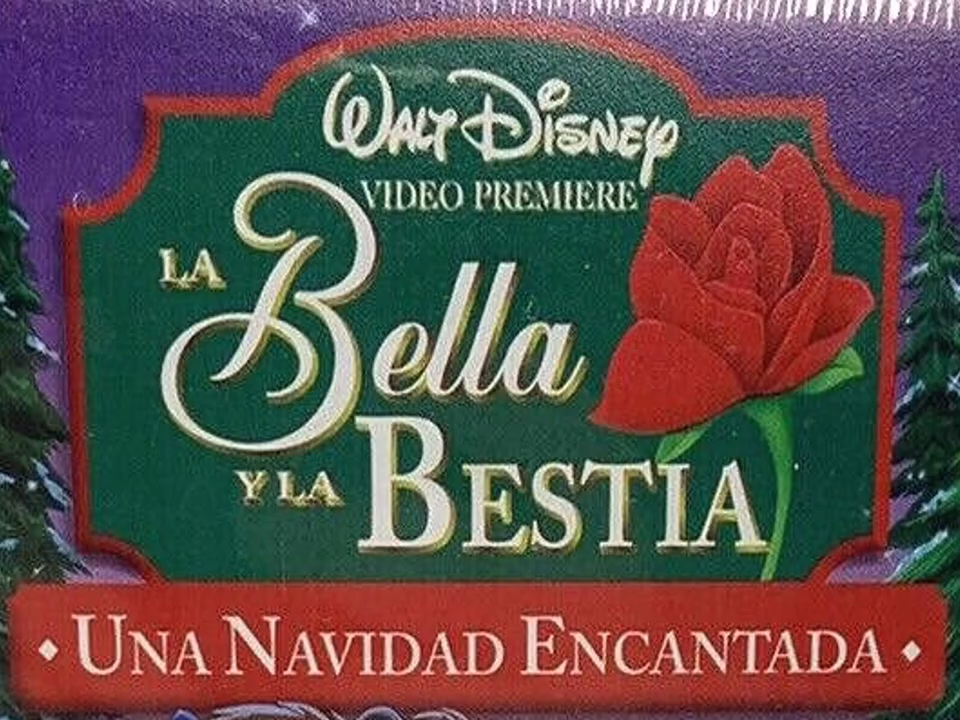 WALT DISNEY
VIDEO PREMIERE
LA Bella
Y LA BESTIA
UNA NAVIDAD ENCANTADA